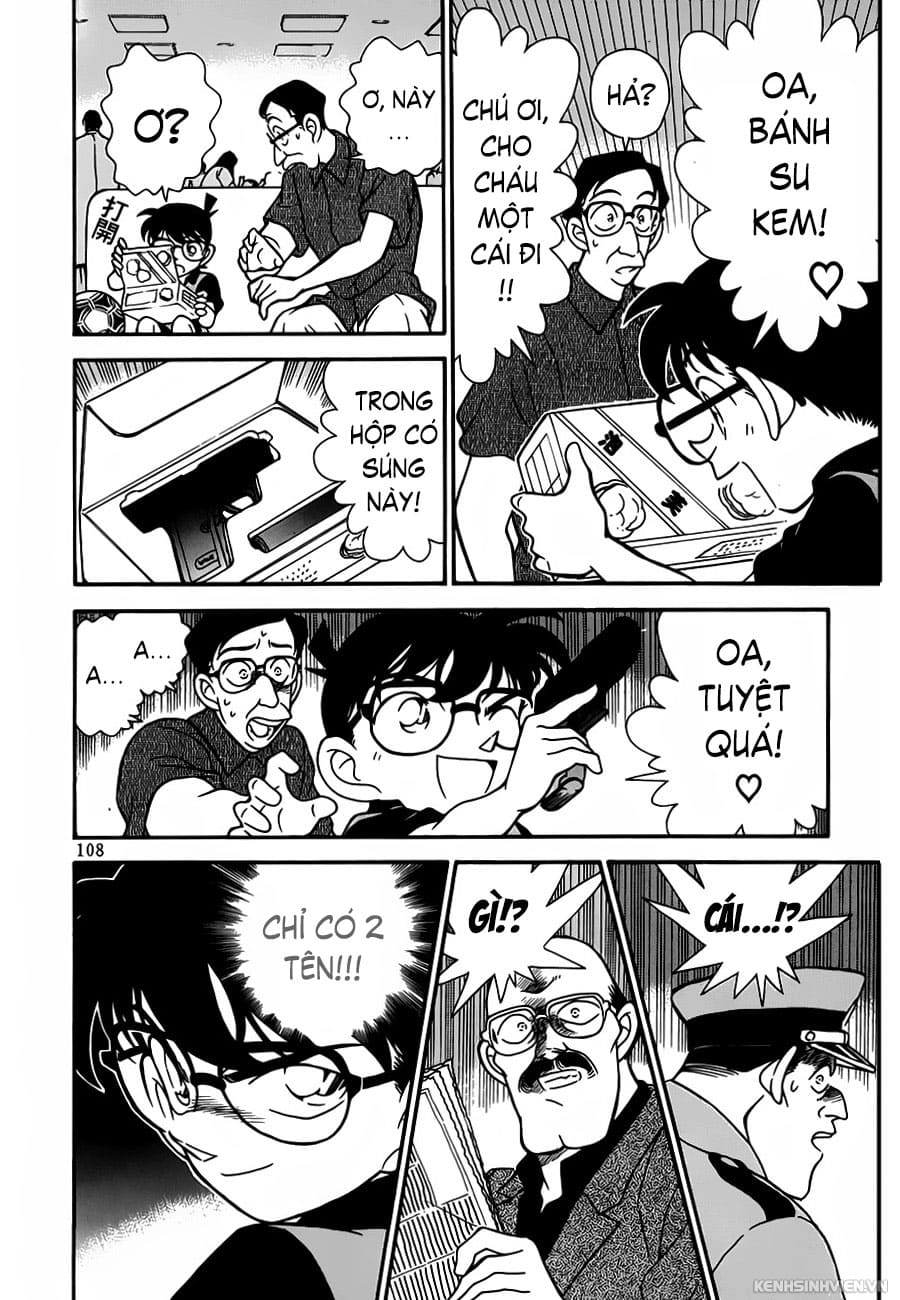 OA,
BÁNH
SU
KEM!
♡
HẢ?
CHÚ ƠI,
CHO
CHÁU
MỘT
CÁI ĐI
!!
Ơ, NÀY
...
Ơ?
打
開
TRONG
HỘP CÓ
SÚNG
NÀY!
OA,
TUYỆT
QUÁ!
♡
A...
A...
108
CÁI...!?
GÌ!?
CHỈ CÓ 2
TÊN!!!
KENHSINHVIEN.VN